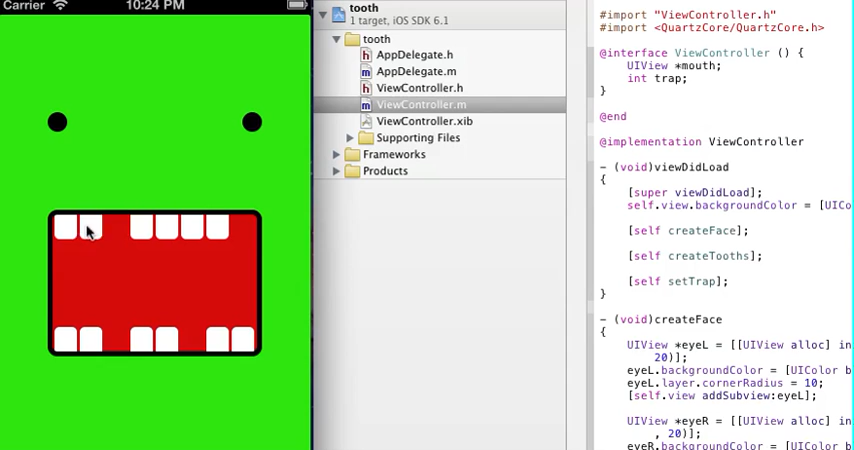 Carrier 10:24 PM
tooth
1 target, iOS SDK 6.1
tooth
AppDelegate.h
AppDelegate.m
ViewController.h
ViewController.m
ViewController.xib
Supporting Files
Frameworks
Products
#import "ViewController.h"
#import <QuartzCore/QuartzCore.h>
@interface ViewController () {
UIView *mouth;
int trap;
}
@end
@implementation ViewController
- (void)viewDidLoad
{
[super viewDidLoad];
self.view.backgroundColor = [UICo
[self createFace];
[self createTooths];
[self setTrap];
}
- (void)createFace
{
UIView *eyeL = [[UIView alloc] in
20)];
eyeL.backgroundColor = [UIColor b
eyeL.layer.cornerRadius = 10;
[self.view addSubview:eyeL];
UIView *eyeR = [[UIView alloc] in
, 20)];
eyeR.backgroundColor = [UIColor b